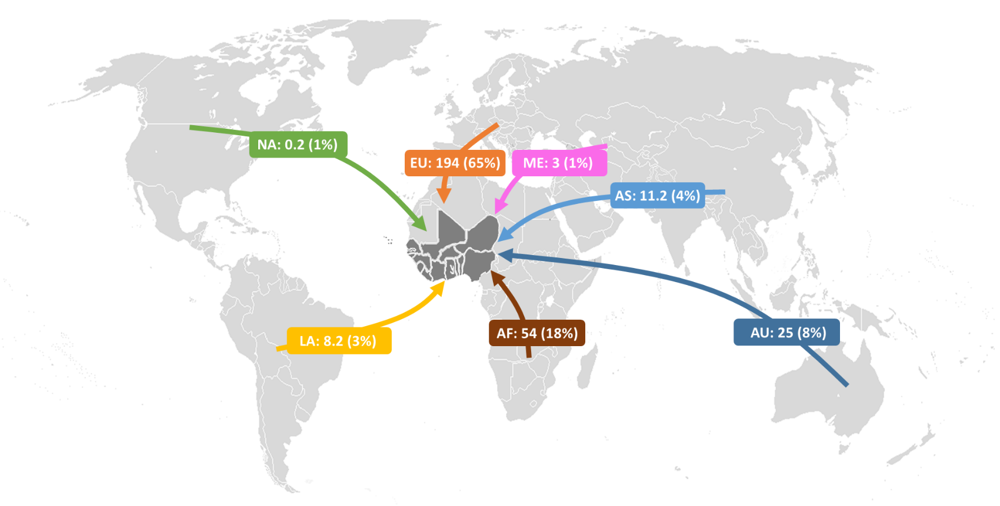 NA: 0.2 (1%)
EU: 194 (65%)
ME: 3 (1%)
AS: 11.2 (4%)
LA: 8.2 (3%)
AF: 54 (18%)
AU: 25 (8%)